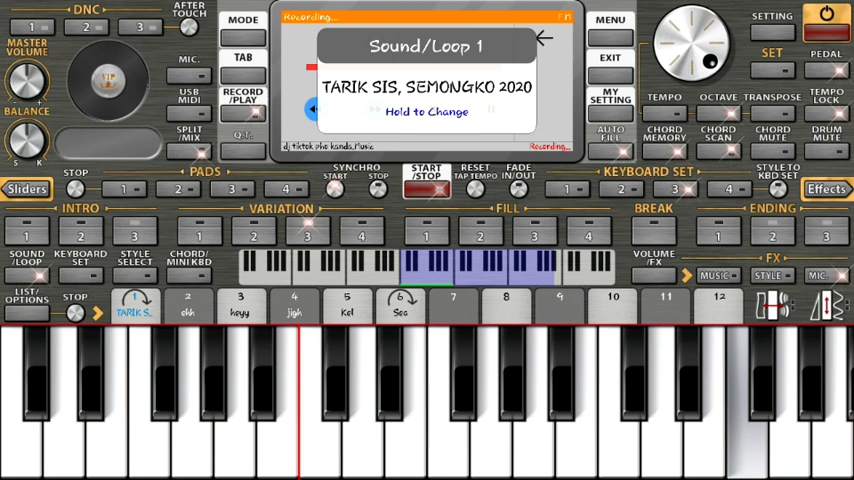 DNC
AFTER TOUCH
1 2 3
MASTER VOLUME
VIP
BALANCE
S K
MIC.
USB MIDI
SPLIT/MIX
MODE
TAB
RECORD/PLAY
Recording...
Sound/Loop 1
TARIK SIS, SEMONGKO 2020
Hold to Change
dj tiktok pho kanda,Music
Recording...
MENU
EXIT
MY SETTING
AUTO FILL
SETTING
SET
PEDAL
TEMPO
OCTAVE
TRANSPOSE
TEMPO LOCK
CHORD MEMORY
CHORD SCAN
CHORD MUTE
DRUM MUTE
Sliders
STOP
PADS
1 2 3 4
SYNCHRO
START STOP
START/STOP
RESET
TAP TEMPO
FADE IN/OUT
KEYBOARD SET
1 2 3 4
STYLE TO KBD SET
Effects
INTRO
1 2 3
VARIATION
1 2 3 4
FILL
1 2 3 4
BREAK
ENDING
1 2 3
SOUND/LOOP
KEYBOARD SET
STYLE SELECT
CHORD/MINI KBD
VOLUME/FX
FX
MUSIC
STYLE
MIC.
LIST/OPTIONS
STOP
1 2 3 4 5 6 7 8 9 10 11 12
TARIK S.. ehh heyy jigh Kel Sea